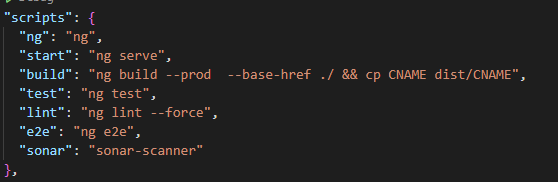 "scripts": {
"ng": "ng",
"start": "ng serve",
"build": "ng build --prod  --base-href ./ && cp CNAME dist/CNAME",
"test": "ng test",
"lint": "ng lint --force",
"e2e": "ng e2e",
"sonar": "sonar-scanner"
},